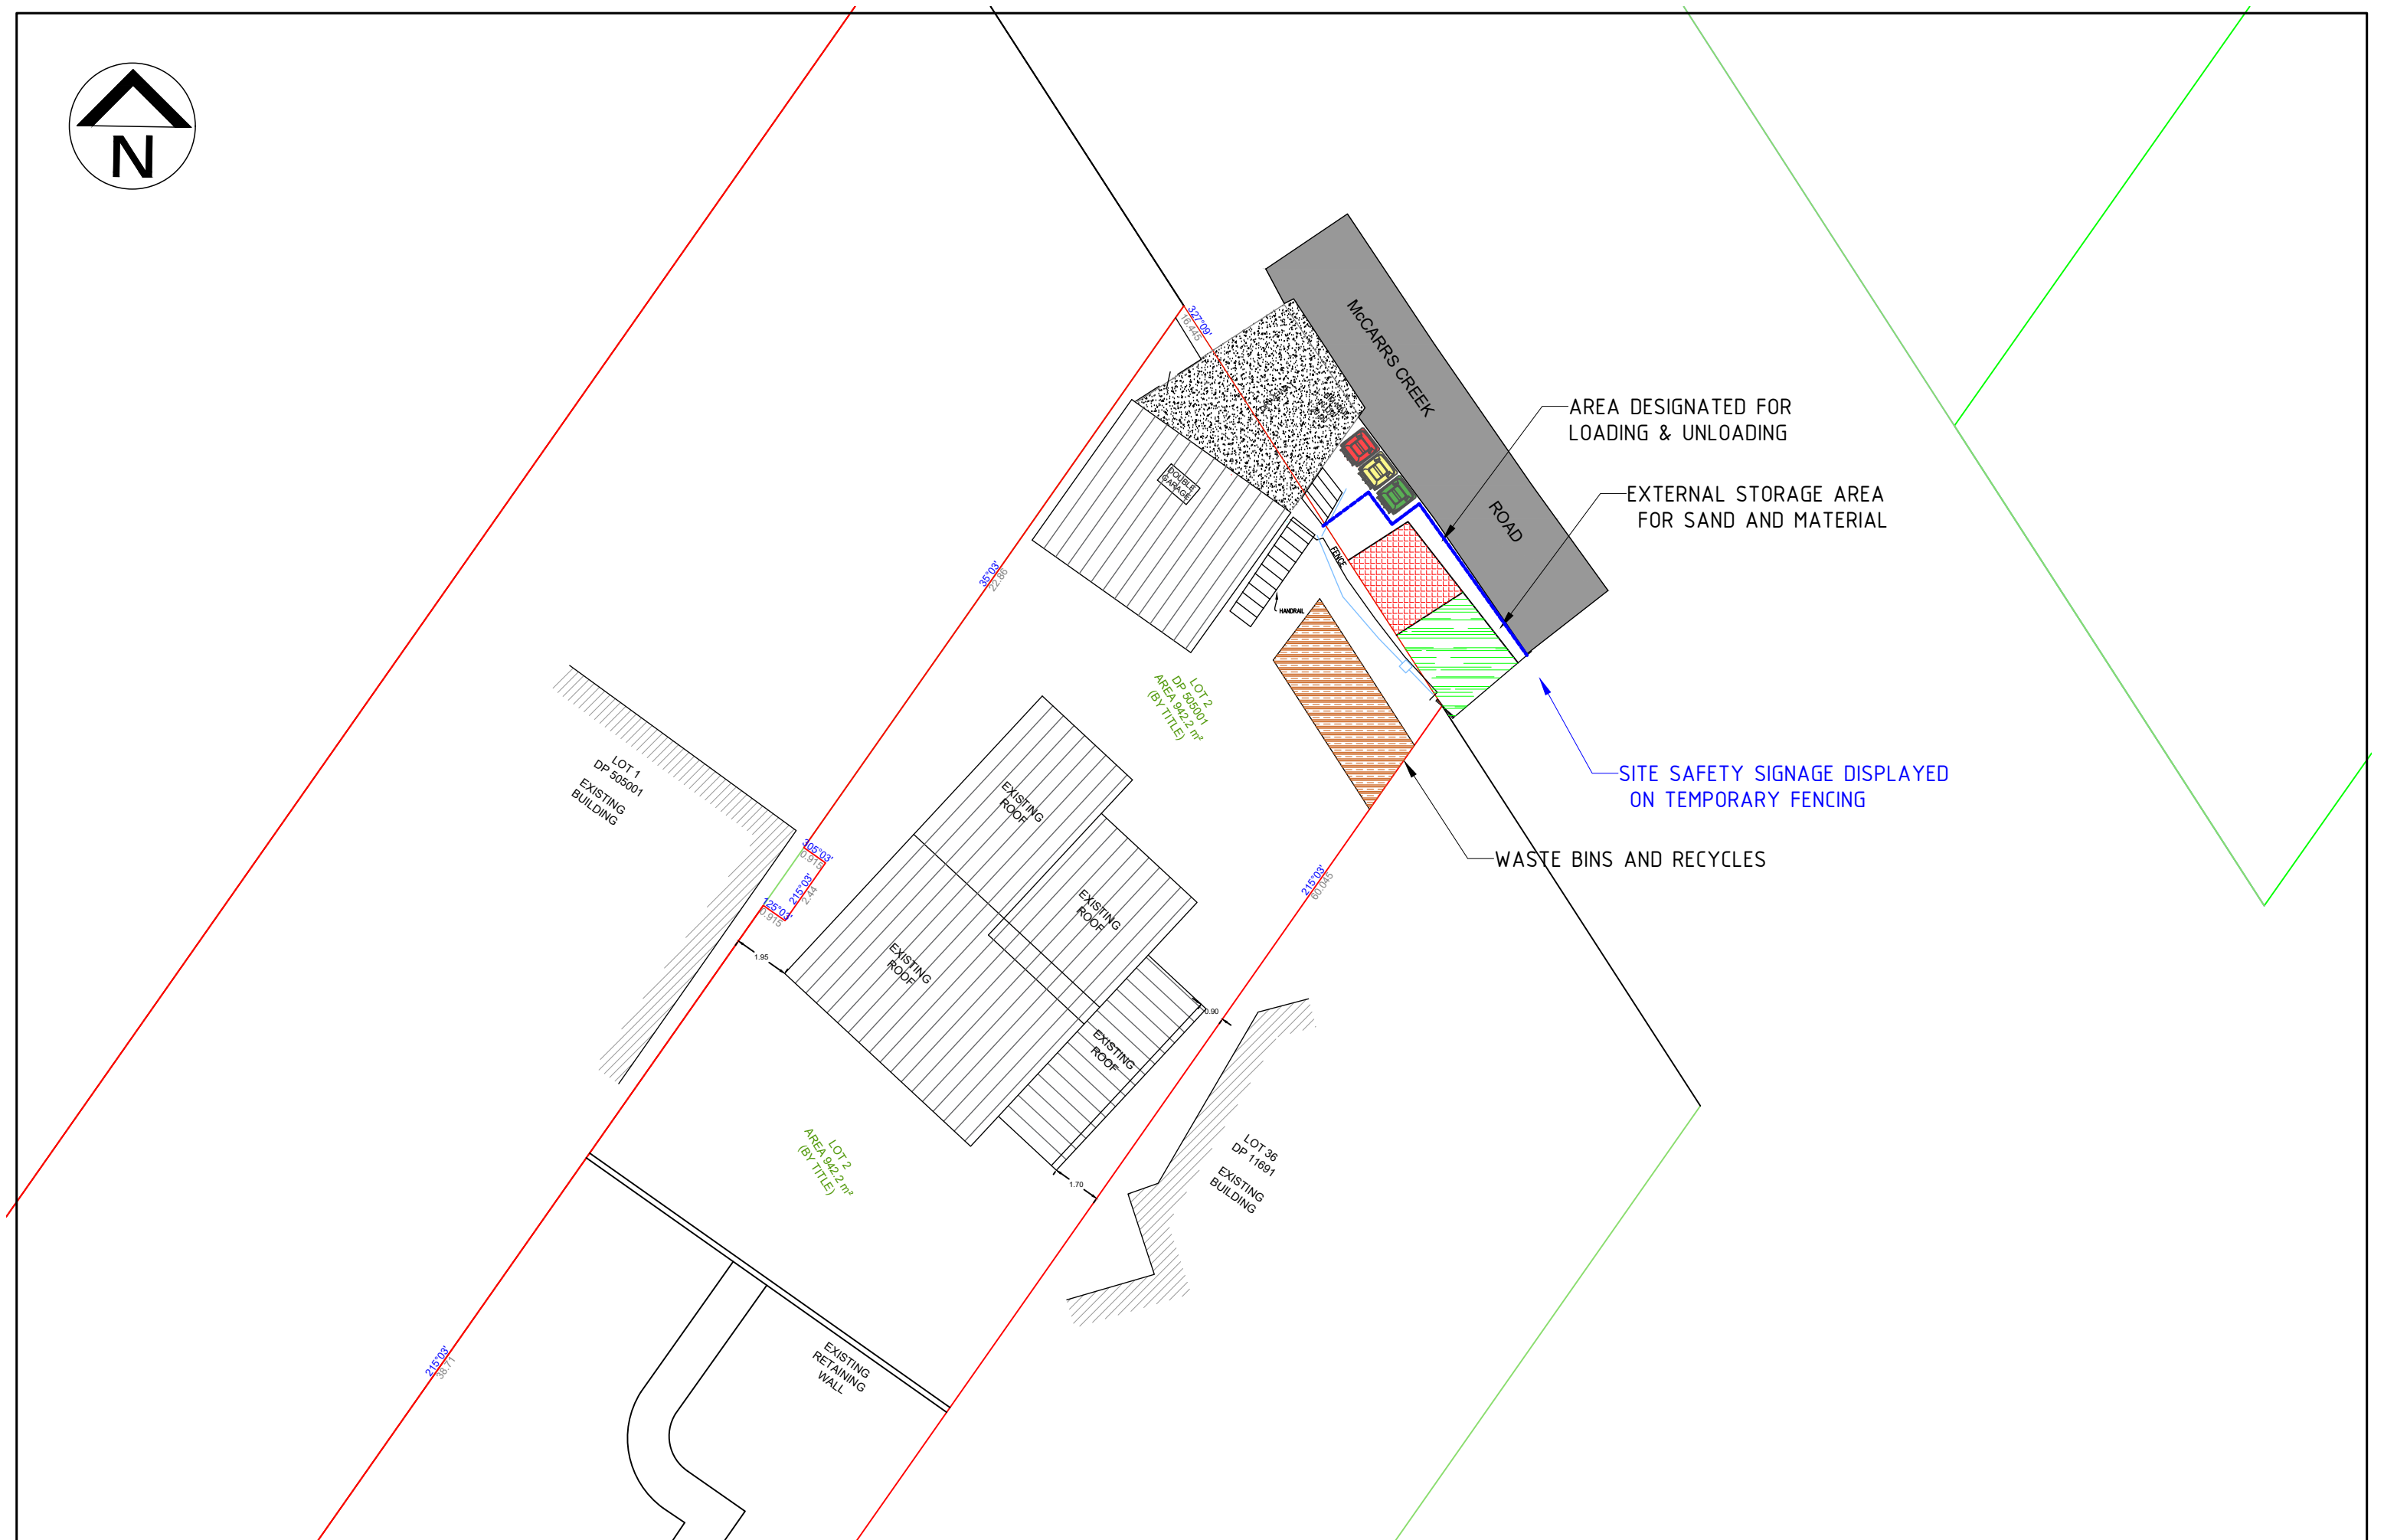 N
327°09'
16.445
McCARRS CREEK
ROAD
AREA DESIGNATED FOR
LOADING & UNLOADING
EXTERNAL STORAGE AREA
FOR SAND AND MATERIAL
DOUBLE
GARAGE
FENCE
HANDRAIL
35°03'
22.86
LOT 2
DP 505001
AREA 942.2 m²
(BY TITLE)
SITE SAFETY SIGNAGE DISPLAYED
ON TEMPORARY FENCING
WASTE BINS AND RECYCLES
LOT 1
DP 505001
EXISTING
BUILDING
EXISTING
ROOF
305°03'
0.915
215°03'
2.44
125°03'
0.915
215°03'
60.045
EXISTING
ROOF
EXISTING
ROOF
1.95
0.90
EXISTING
ROOF
LOT 2
AREA 942.2 m²
(BY TITLE)
1.70
LOT 36
DP 11691
EXISTING
BUILDING
215°03'
38.71
EXISTING
RETAINING
WALL